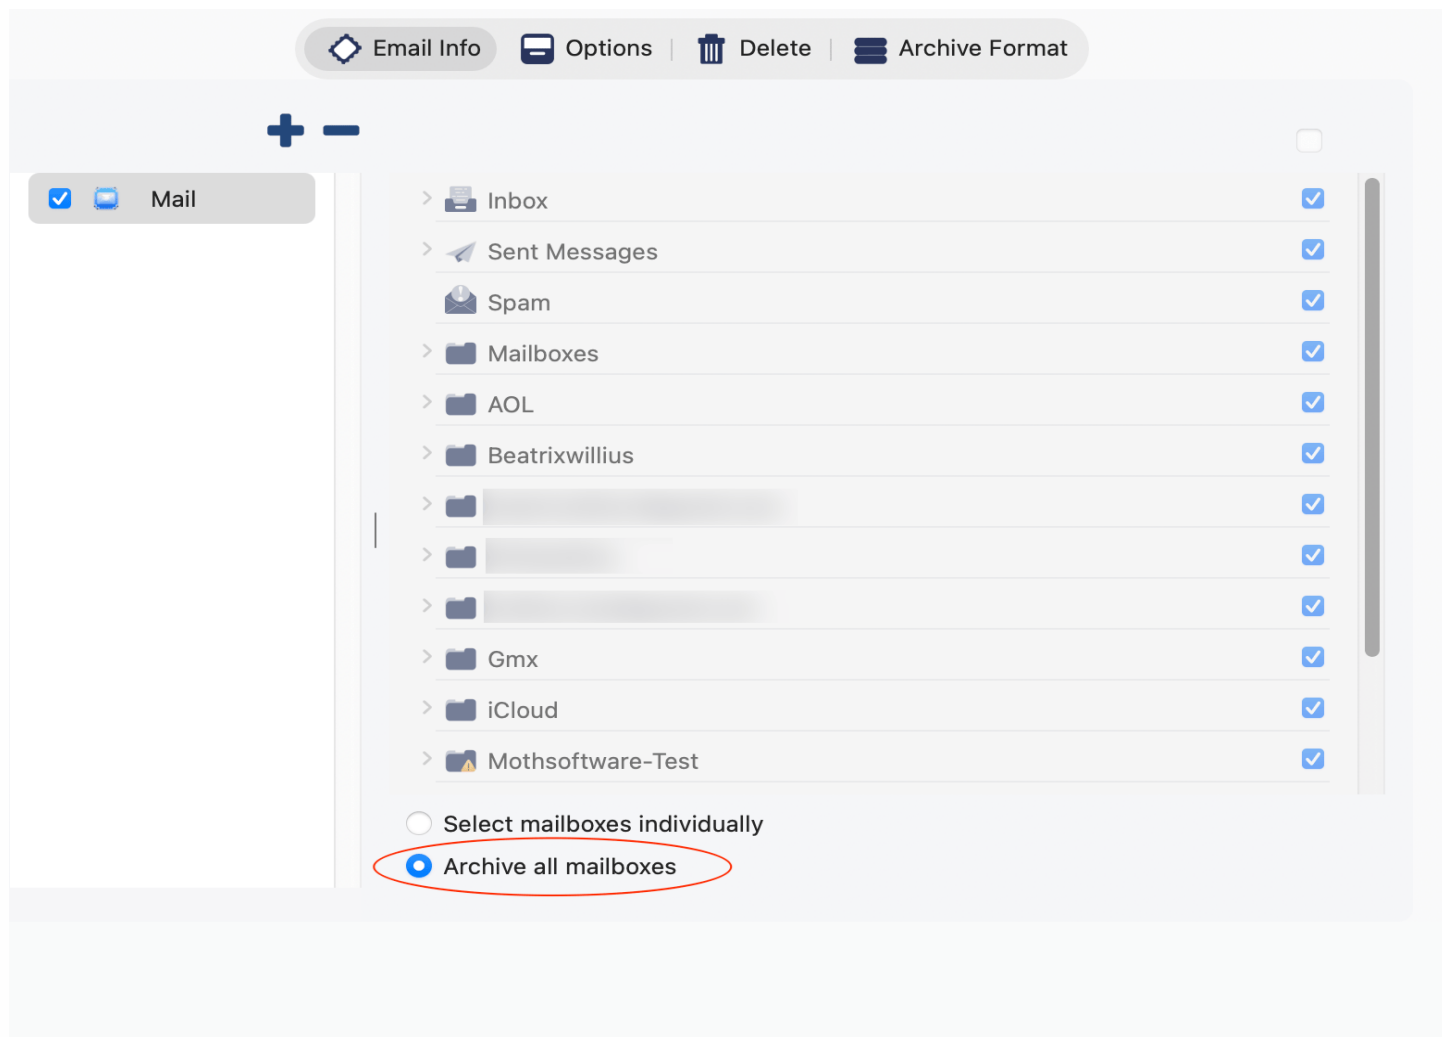 Email Info Options Delete Archive Format
Mail
Inbox
Sent Messages
Spam
Mailboxes
AOL
Beatrixwillius
Gmx
iCloud
Mothsoftware-Test
Select mailboxes individually
Archive all mailboxes